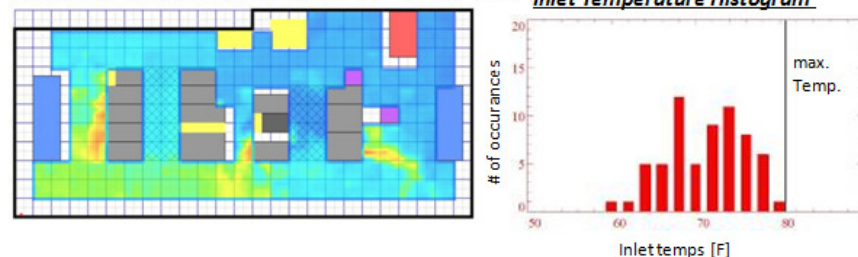 Inlet Temperature Histogram
20
15
10
5
0
# of occurances
max.
Temp.
50
60
70
80
Inlet temps [F]